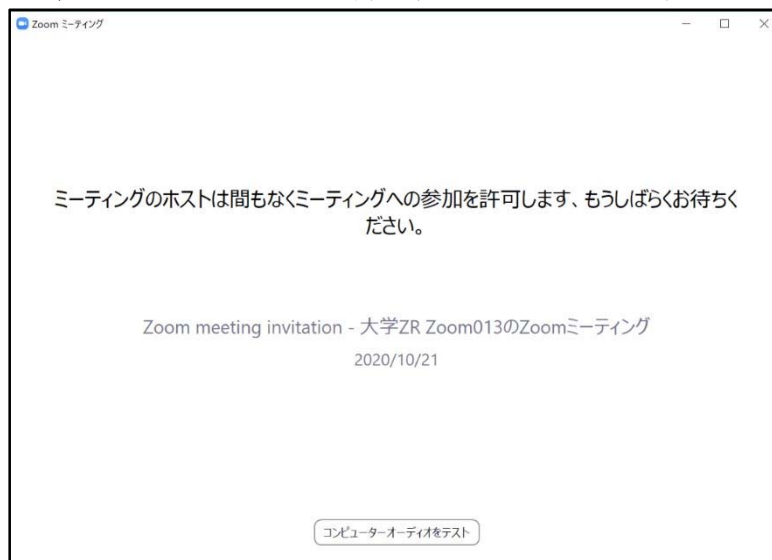 Zoom ミーティング
ミーティングのホストは間もなくミーティングへの参加を許可します、もうしばらくお待ちく
ださい。
Zoom meeting invitation - 大学ZR Zoom013のZoomミーティング
2020/10/21
コンピューターオーディオをテスト